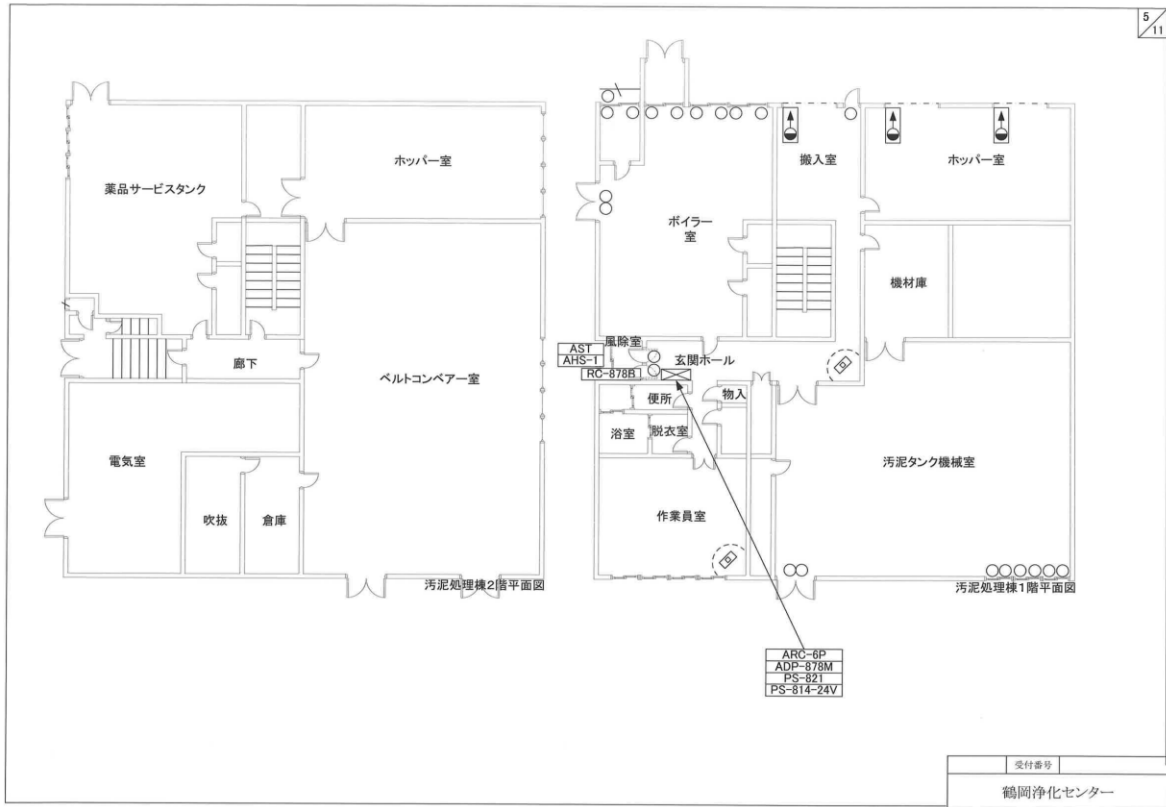 5/11
薬品サービスタンク
ホッパー室
廊下
ベルトコンベアー室
電気室
吹抜
倉庫
汚泥処理棟2階平面図
搬入室
ホッパー室
ボイラー
室
機材庫
風除室
AST
AHS-1
RC-878B
玄関ホール
便所
物入
浴室
脱衣室
汚泥タンク機械室
作業員室
汚泥処理棟1階平面図
ARC-6P
ADP-878M
PS-821
PS-814-24V
受付番号
鶴岡浄化センター